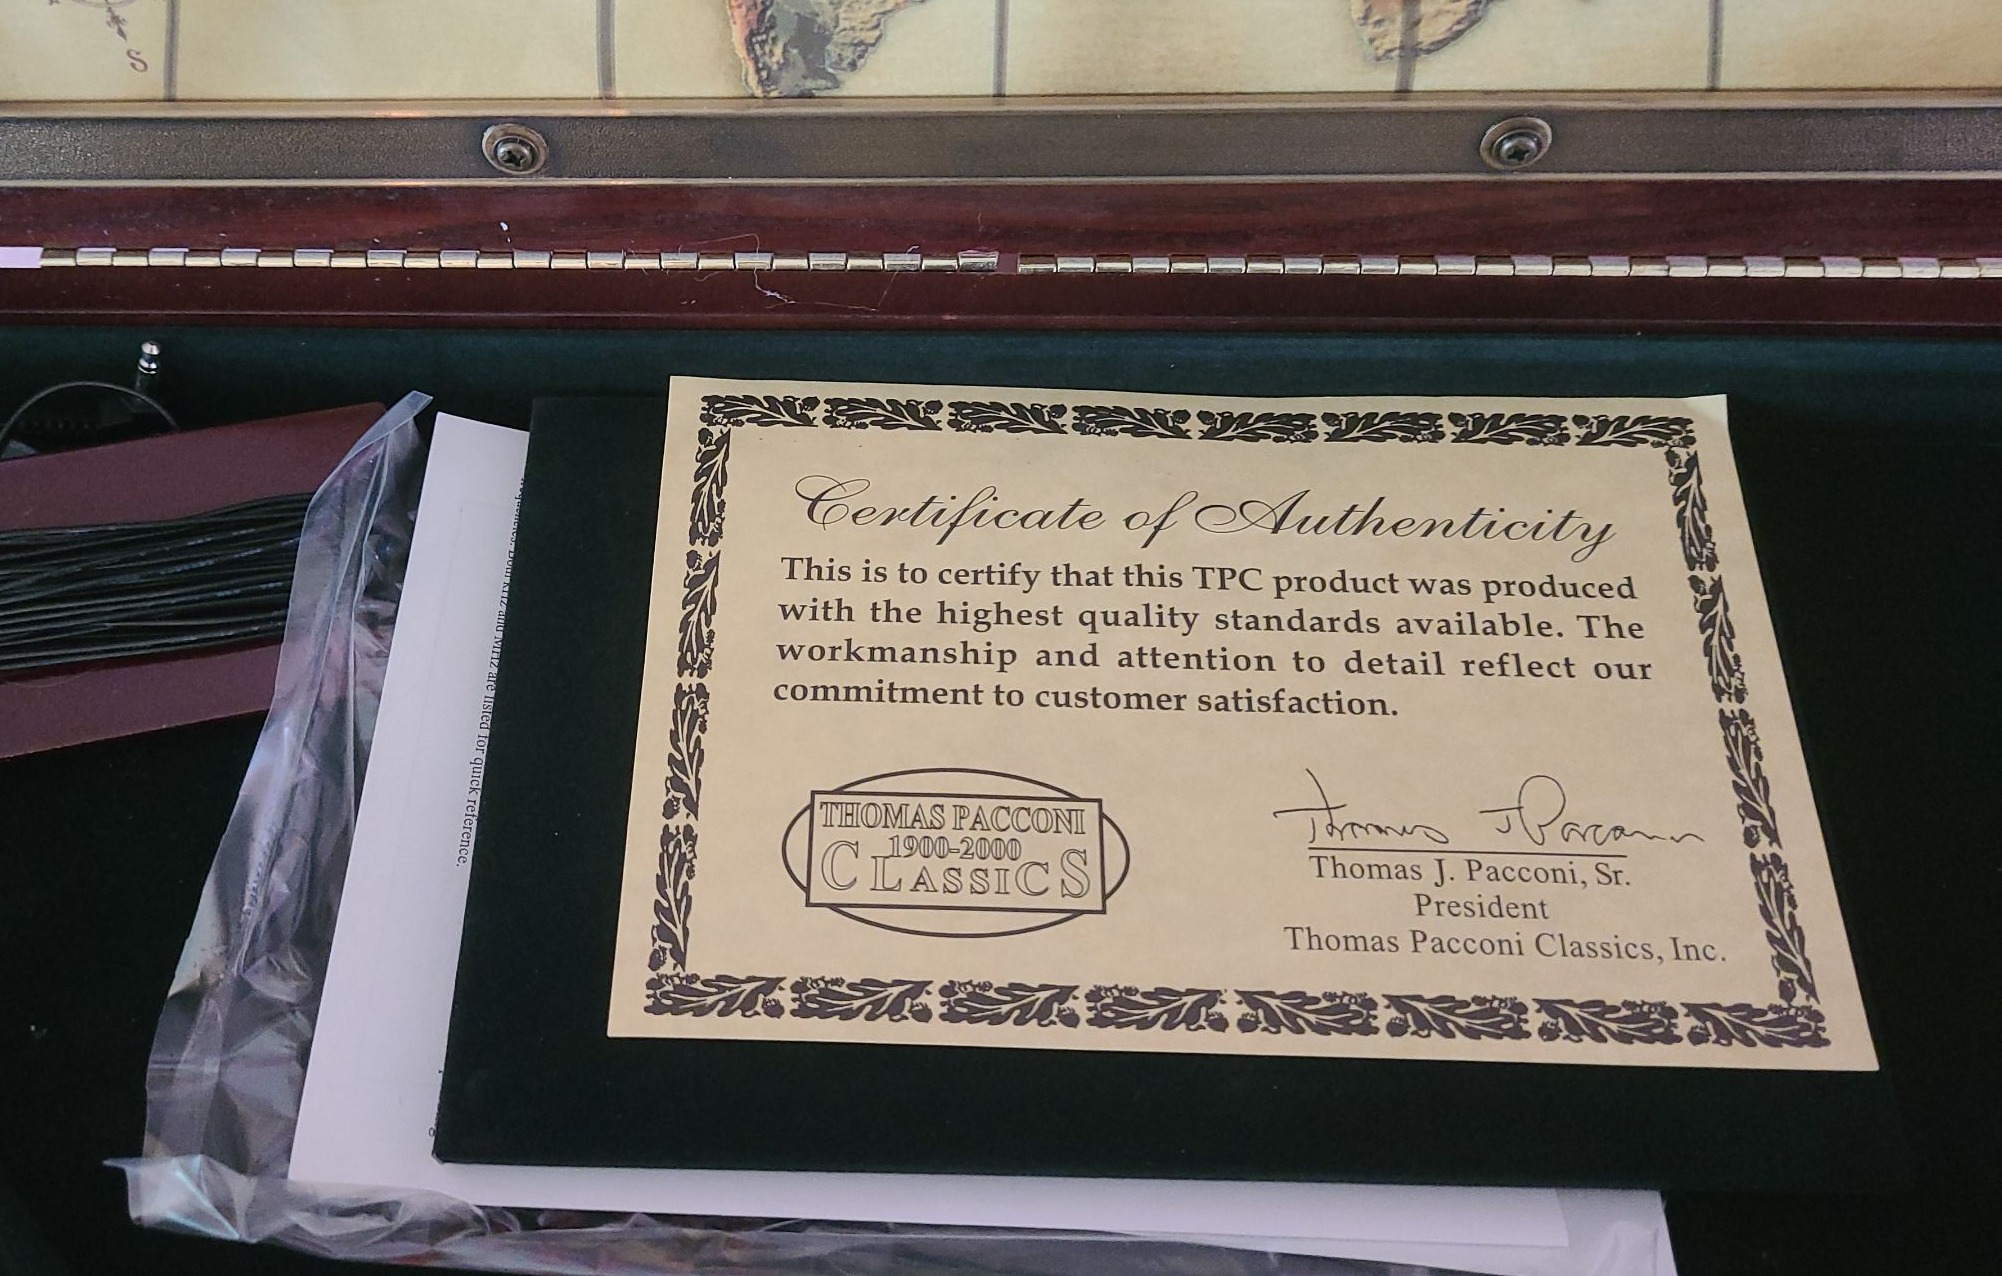 S
Certificate of Authenticity
This is to certify that this TPC product was produced
with the highest quality standards available. The
workmanship and attention to detail reflect our
commitment to customer satisfaction.
THOMAS PACCONI
1900-2000
CLASSICS
Thomas J Pacconi
Thomas J. Pacconi, Sr.
President
Thomas Pacconi Classics, Inc.
are listed for quick reference.